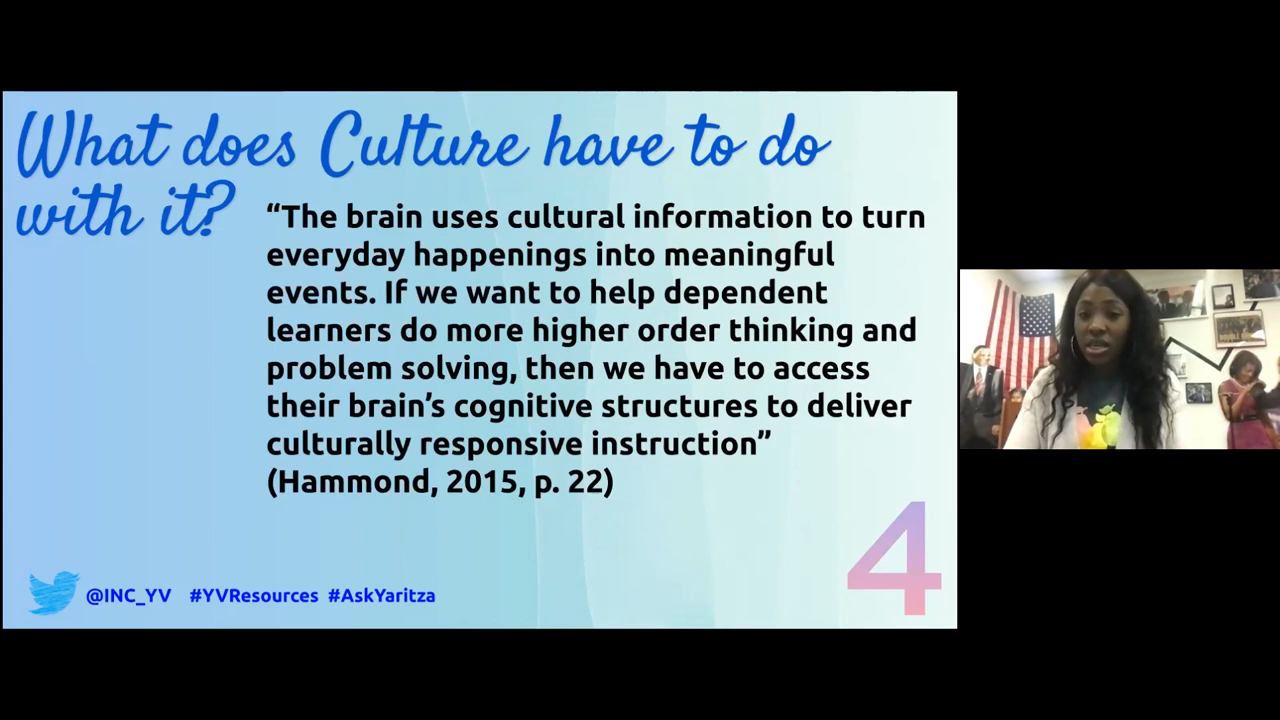 What does Culture have to do
with it?
“The brain uses cultural information to turn
everyday happenings into meaningful
events. If we want to help dependent
learners do more higher order thinking and
problem solving, then we have to access
their brain’s cognitive structures to deliver
culturally responsive instruction”
(Hammond, 2015, p. 22)
4
@INC_YV #YVResources #AskYaritza